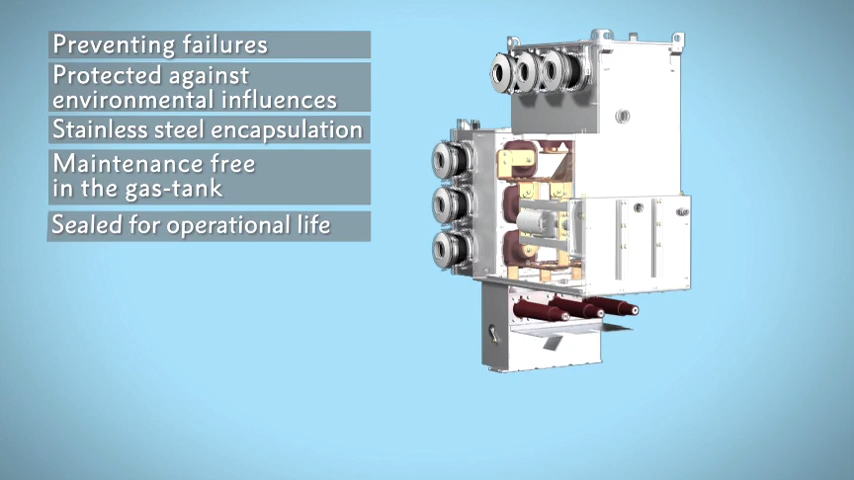 Preventing failures
Protected against
environmental influences
Stainless steel encapsulation
Maintenance free
in the gas-tank
Sealed for operational life